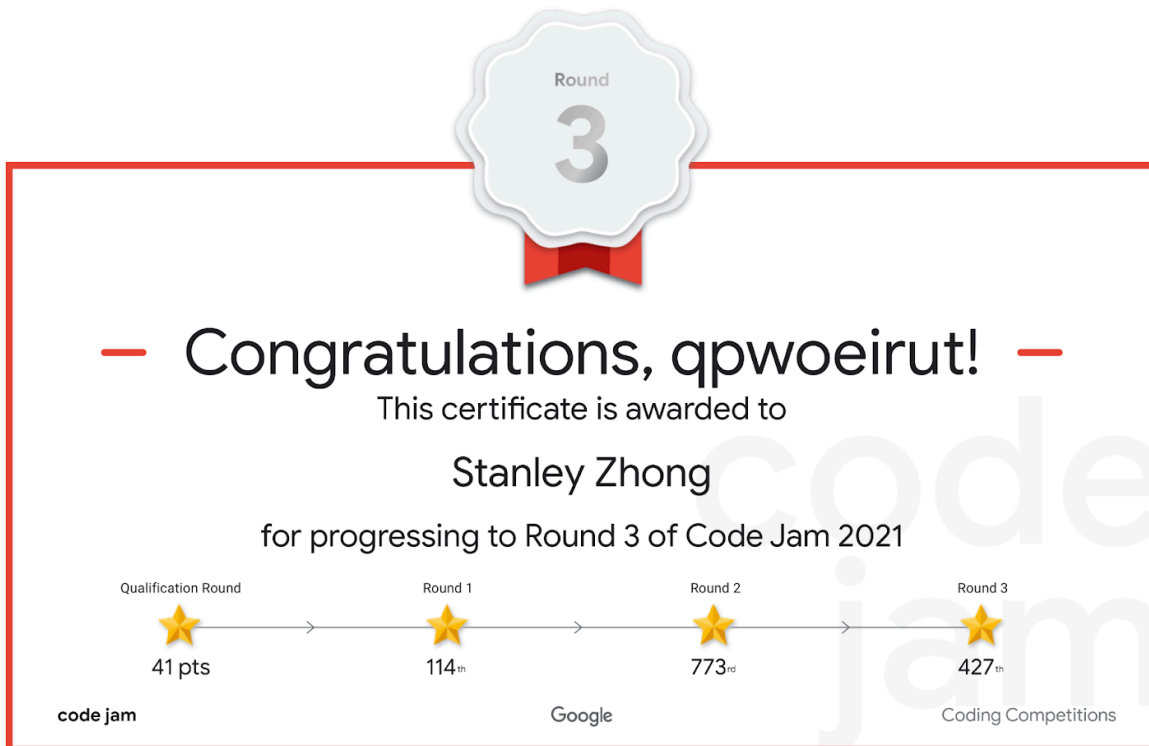 Round
3
Congratulations, qpwoeirut!
This certificate is awarded to
Stanley Zhong
for progressing to Round 3 of Code Jam 2021
Qualification Round Round 1 Round 2 Round 3
41 pts 114th 773rd 427th
code jam
code jam Google Coding Competitions